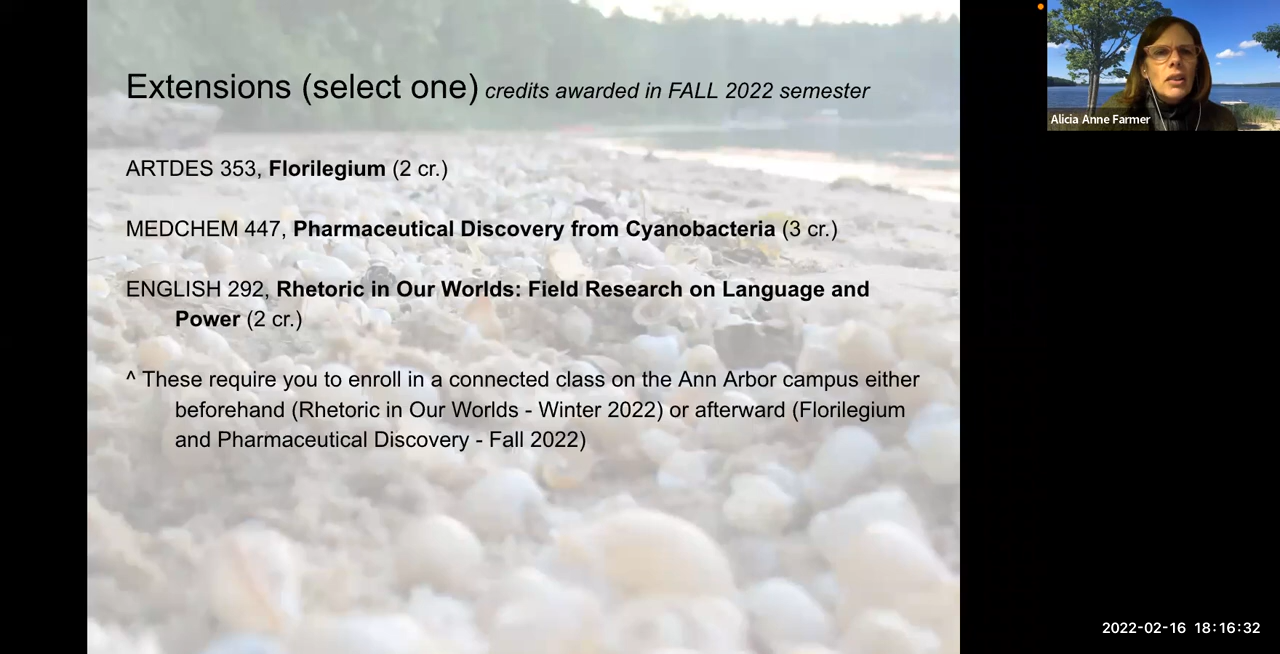 Extensions (select one) credits awarded in FALL 2022 semester
ARTDES 353, Florilegium (2 cr.)
MEDCHEM 447, Pharmaceutical Discovery from Cyanobacteria (3 cr.)
ENGLISH 292, Rhetoric in Our Worlds: Field Research on Language and
Power (2 cr.)
^ These require you to enroll in a connected class on the Ann Arbor campus either
beforehand (Rhetoric in Our Worlds - Winter 2022) or afterward (Florilegium
and Pharmaceutical Discovery - Fall 2022)
Alicia Anne Farmer
2022-02-16 18:16:32